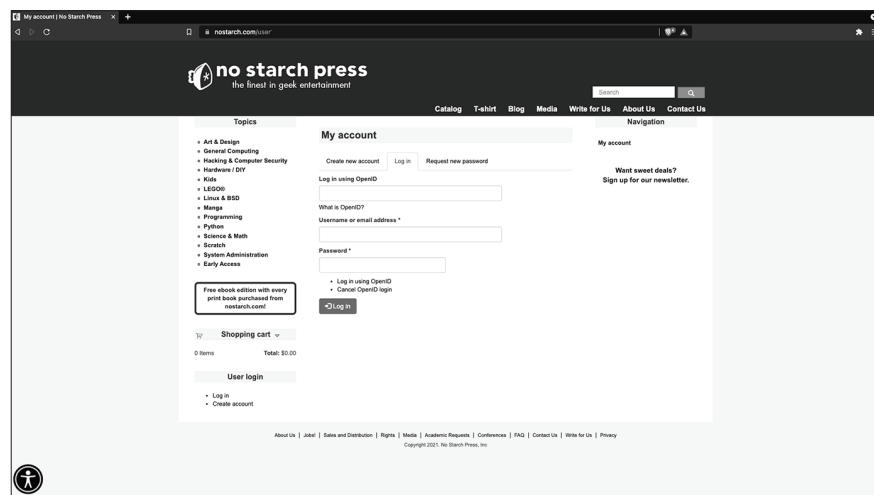 My account | No Starch Press
nostarch.com/user
no starch press
the finest in geek entertainment
Search
Catalog T-shirt Blog Media Write for Us About Us Contact Us
Topics
Art & Design
General Computing
Hacking & Computer Security
Hardware / DIY
Kids
LEGO®
Linux & BSD
Manga
Programming
Python
Science & Math
Scratch
System Administration
Early Access
Free ebook edition with every
print book purchased from
nostarch.com!
Shopping cart
0 Items Total: $0.00
User login
Log in
Create account
My account
Create new account Log in Request new password
Log in using OpenID
What is OpenID?
Username or email address *
Password *
Log in using OpenID
Cancel OpenID login
Log in
Navigation
My account
Want sweet deals?
Sign up for our newsletter.
About Us | Jobs! | Sales and Distribution | Rights | Media | Academic Requests | Conferences | FAQ | Contact Us | Write for Us | Privacy
Copyright 2021. No Starch Press, Inc